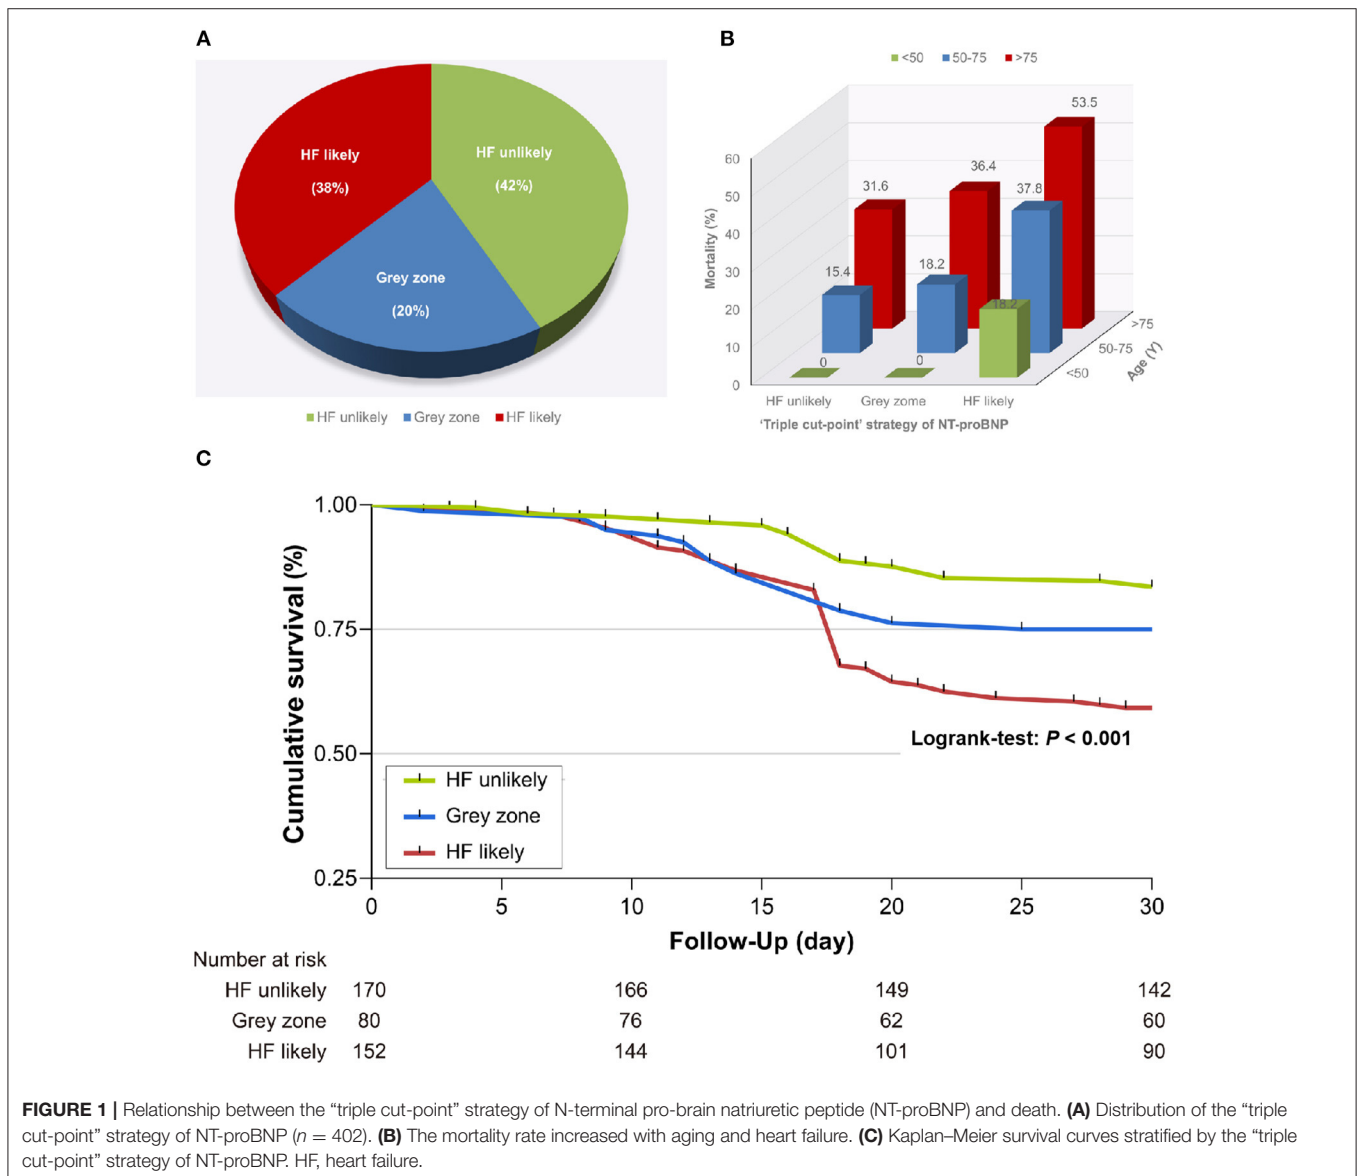 A
HF likely
(38%)
HF unlikely
(42%)
Grey zone
(20%)
HF unlikely Grey zone HF likely
B
<50 50-75 >75
Mortality (%)
60
50
40
30
20
10
0
31.6
36.4
53.5
15.4
18.2
37.8
0
0
18.2
>75
50-75
<50
Age (Y)
HF unlikely Grey zome HF likely
'Triple cut-point' strategy of NT-proBNP
C
Cumulative survival (%)
1.00
0.75
0.50
0.25
Logrank-test: P < 0.001
HF unlikely
Grey zone
HF likely
0 5 10 15 20 25 30
Follow-Up (day)
Number at risk
HF unlikely 170 166 149 142
Grey zone 80 76 62 60
HF likely 152 144 101 90
FIGURE 1 | Relationship between the “triple cut-point” strategy of N-terminal pro-brain natriuretic peptide (NT-proBNP) and death. (A) Distribution of the “triple
cut-point” strategy of NT-proBNP (n = 402). (B) The mortality rate increased with aging and heart failure. (C) Kaplan–Meier survival curves stratified by the “triple
cut-point” strategy of NT-proBNP. HF, heart failure.